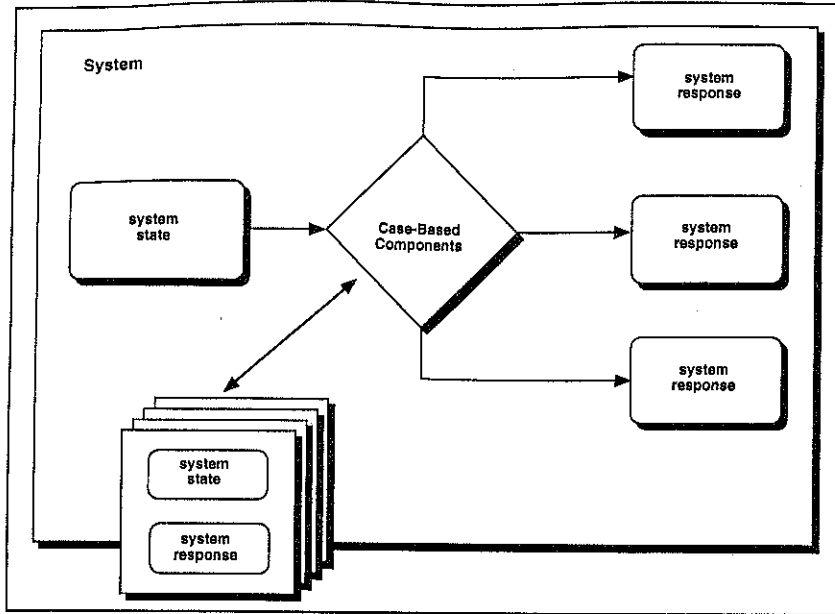 System
system
response
system
state
Case-Based
Components
system
response
system
response
system
state
system
response